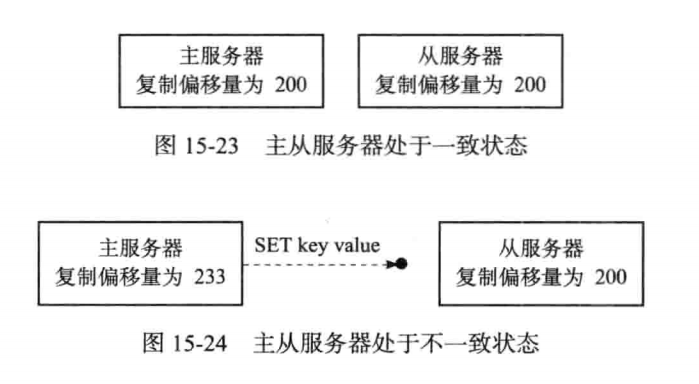 主服务器
复制偏移量为 200
从服务器
复制偏移量为 200
图 15-23 主从服务器处于一致状态
主服务器
复制偏移量为 233
SET key value
从服务器
复制偏移量为 200
图 15-24 主从服务器处于不一致状态